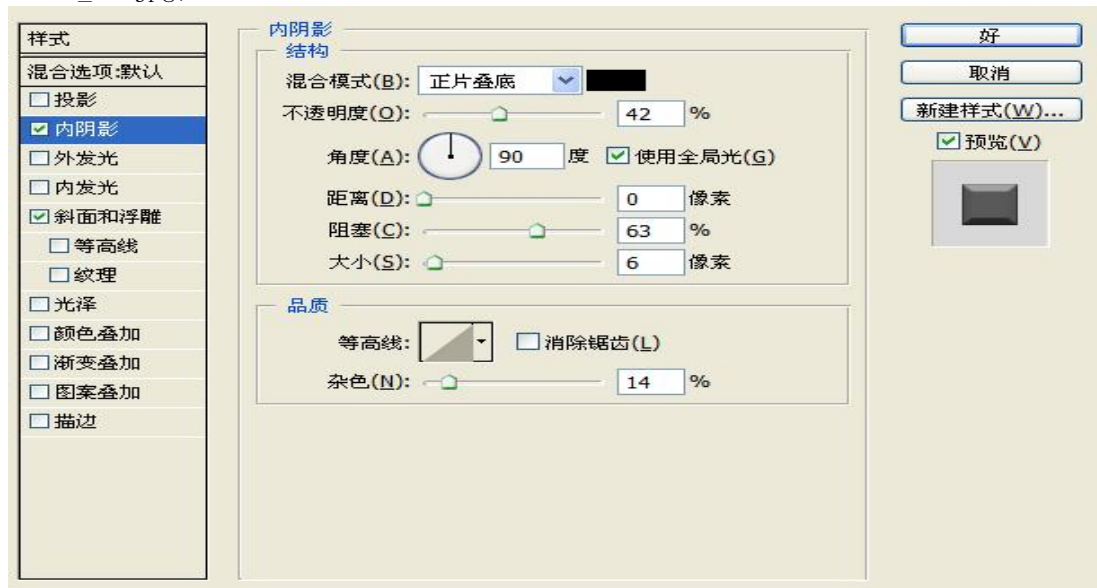 样式
混合选项:默认
投影
内阴影
外发光
内发光
斜面和浮雕
等高线
纹理
光泽
颜色叠加
渐变叠加
图案叠加
描边
内阴影
结构
混合模式(B): 正片叠底
不透明度(O): 42 %
角度(A): 90 度 使用全局光(G)
距离(D): 0 像素
阻塞(C): 63 %
大小(S): 6 像素
品质
等高线: 消除锯齿(L)
杂色(N): 14 %
好
取消
新建样式(W)...
预览(V)